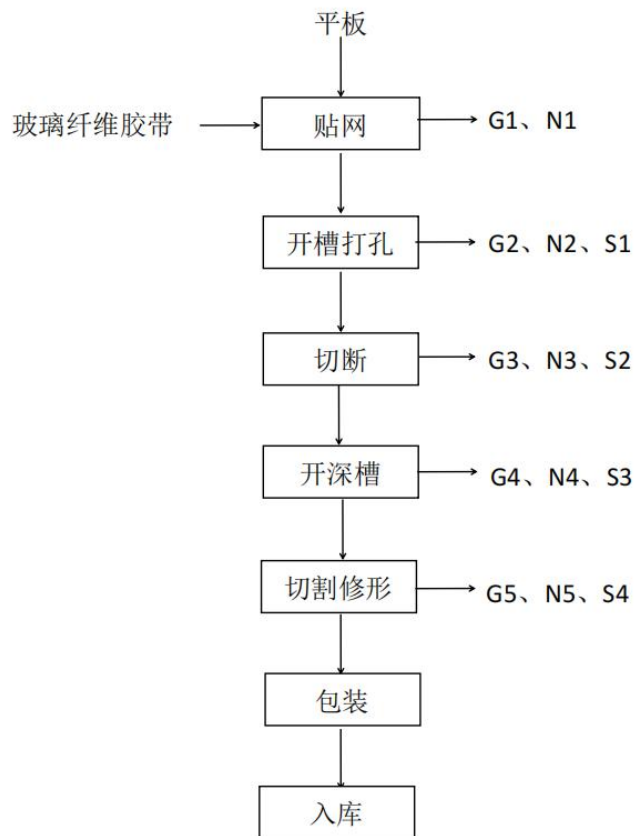 平板
玻璃纤维胶带
贴网
G1、N1
开槽打孔
G2、N2、S1
切断
G3、N3、S2
开深槽
G4、N4、S3
切割修形
G5、N5、S4
包装
入库